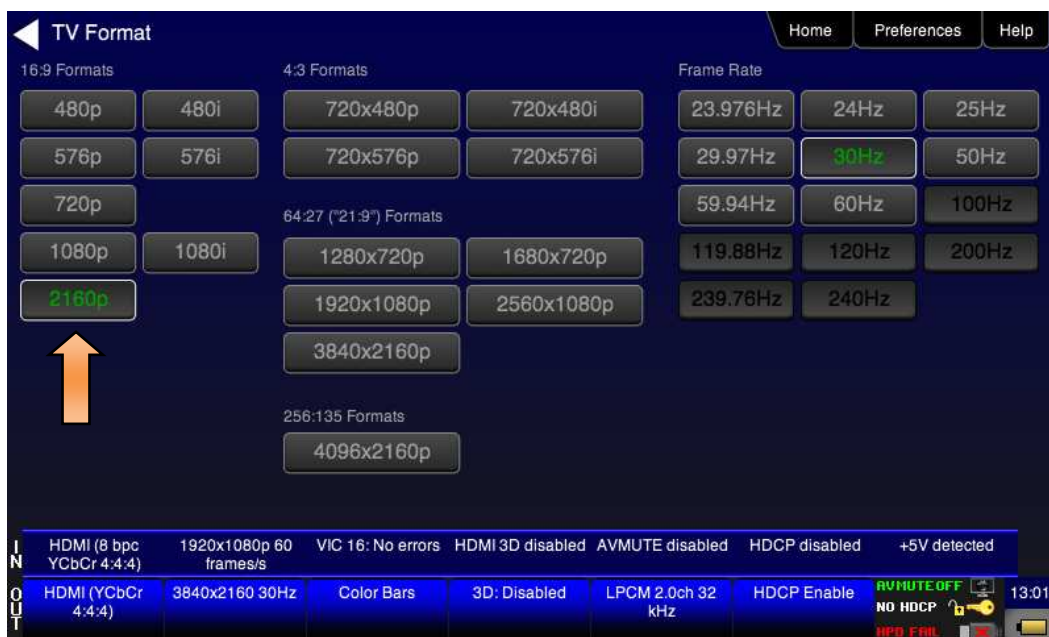 TV Format
Home Preferences Help
16:9 Formats
480p 480i
576p 576i
720p
1080p 1080i
2160p
4:3 Formats
720x480p 720x480i
720x576p 720x576i
64:27 ("21:9") Formats
1280x720p 1680x720p
1920x1080p 2560x1080p
3840x2160p
256:135 Formats
4096x2160p
Frame Rate
23.976Hz 24Hz 25Hz
29.97Hz 30Hz 50Hz
59.94Hz 60Hz 100Hz
119.88Hz 120Hz 200Hz
239.76Hz 240Hz
IN
HDMI (8 bpc
YCbCr 4:4:4)
1920x1080p 60
frames/s
VIC 16: No errors
HDMI 3D disabled
AVMUTE disabled
HDCP disabled
+5V detected
OUT
HDMI (YCbCr
4:4:4)
3840x2160 30Hz
Color Bars
3D: Disabled
LPCM 2.0ch 32
kHz
HDCP Enable
AVMUTEOFF
NO HDCP
HPD FAIL
13:01